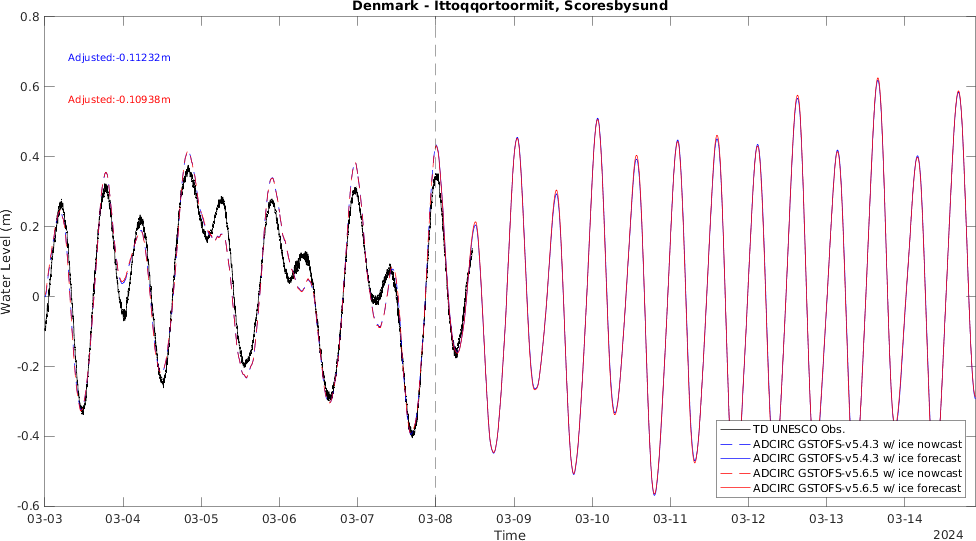 Denmark - Ittoqqortoormiit, Scoresbysund
0.8
Adjusted:-0.11232m
0.6
Adjusted:-0.10938m
0.4
0.2
0
-0.2
-0.4
-0.6
Water Level (m)
TD UNESCO Obs.
ADCIRC GSTOFS-v5.4.3 w/ ice nowcast
ADCIRC GSTOFS-v5.4.3 w/ ice forecast
ADCIRC GSTOFS-v5.6.5 w/ ice nowcast
ADCIRC GSTOFS-v5.6.5 w/ ice forecast
03-03 03-04 03-05 03-06 03-07 03-08 03-09 03-10 03-11 03-12 03-13 03-14
Time
2024